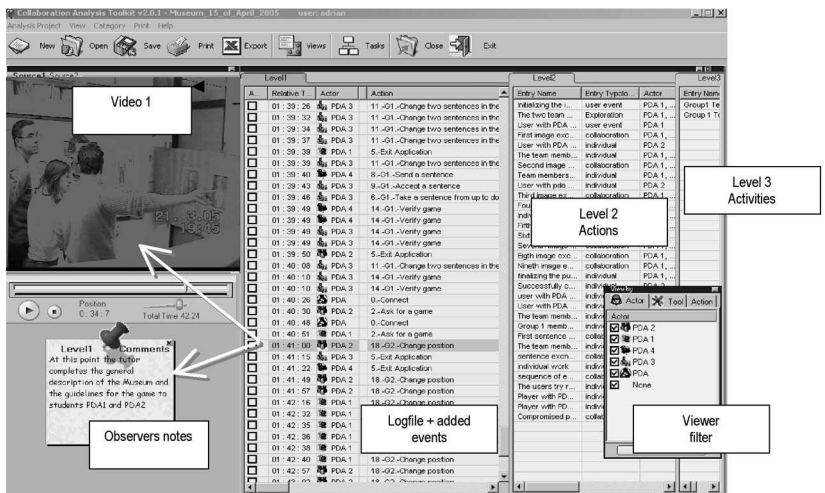 Collaboration Analysis Toolkit v2.0.1 - Museum_15_of_April_2005 user: adrian
Analysis Project View Category Print Help
New Open Save Print Export Views Tasks Close Exit
Source1 Source2
Video 1
21. 3.05
19:45
Position
0 : 34 : 7
Total Time 42:24
Level1 Comments
At this point the tutor
completes the general
description of the Museum and
the guidelines for the game to
students PDA1 and PDA2
Observers notes
Level1
A... Relative T... Actor Action
01 : 39 : 26 PDA 3 11.-G1.-Change two sentences in the
01 : 39 : 32 PDA 3 11.-G1.-Change two sentences in the
01 : 39 : 34 PDA 3 11.-G1.-Change two sentences in the
01 : 39 : 37 PDA 3 11.-G1.-Change two sentences in the
01 : 39 : 39 PDA 1 5.-Exit Application
01 : 39 : 39 PDA 3 11.-G1.-Change two sentences in the
01 : 39 : 40 PDA 4 8.-G1.-Send a sentence
01 : 39 : 43 PDA 3 9.-G1.-Accept a sentence
01 : 39 : 46 PDA 3 6.-G1.-Take a sentence from up to do
01 : 39 : 49 PDA 4 14.-G1.-Verify game
01 : 39 : 49 PDA 4 14.-G1.-Verify game
01 : 39 : 49 PDA 3 14.-G1.-Verify game
01 : 39 : 49 PDA 3 14.-G1.-Verify game
01 : 39 : 50 PDA 2 5.-Exit Application
01 : 40 : 08 PDA 3 11.-G1.-Change two sentences in the
01 : 40 : 10 PDA 3 14.-G1.-Verify game
01 : 40 : 10 PDA 3 14.-G1.-Verify game
01 : 40 : 26 PDA 0.-Connect
01 : 40 : 30 PDA 2 2.-Ask for a game
01 : 40 : 48 PDA 0.-Connect
01 : 40 : 51 PDA 1 2.-Ask for a game
01 : 41 : 00 PDA 2 18.-G2.-Change position
01 : 41 : 15 PDA 3 5.-Exit Application
01 : 41 : 22 PDA 4 5.-Exit Application
01 : 41 : 49 PDA 2 18.-G2.-Change position
01 : 41 : 57 PDA 2 18.-G2.-Change position
01 : 42 : 16 PDA 1 18.-G2.-Change position
01 : 42 : 32 PDA 1
01 : 42 : 35 PDA 1
01 : 42 : 36 PDA 1
01 : 42 : 38 PDA 1
01 : 42 : 40 PDA 1 18.-G2.-Change position
01 : 42 : 57 PDA 2 18.-G2.-Change position
Logfile + added
events
Level2
Entry Name Entry Typolo... Actor
Initializing the i... user event PDA 1, ...
The two team ... Exploration PDA 1, ...
User with PDA ... user event PDA 1
First image exc... collaboration PDA 1, ...
User with PDA ... individual PDA 2
The team memb... individual PDA 1, ...
Second image ... collaboration PDA 1, ...
Team members... individual PDA 1, ...
User with pda ... individual PDA 2
Third image ex... collaboration PDA 1, ...
Eigth image exc... collaboration PDA 1, ...
Nineth image e... collaboration PDA 1, ...
finalizing the pu... individual PDA 1, ...
Successfully c...
user with PDA ...
User with PDA ...
The team memb...
Group 1 memb...
First sentence ...
The team memb...
sentence exch...
individual work
sequence of e...
The users try r...
Player with PD...
Player with PD...
Compromised p...
Level 2
Actions
Level3
Entry Nam
Group1 Te
Group 1 Te
Level 3
Activities
View by
Actor Tool Action
Actor
PDA 2
PDA 1
PDA 4
PDA 3
PDA
None
Viewer
filter